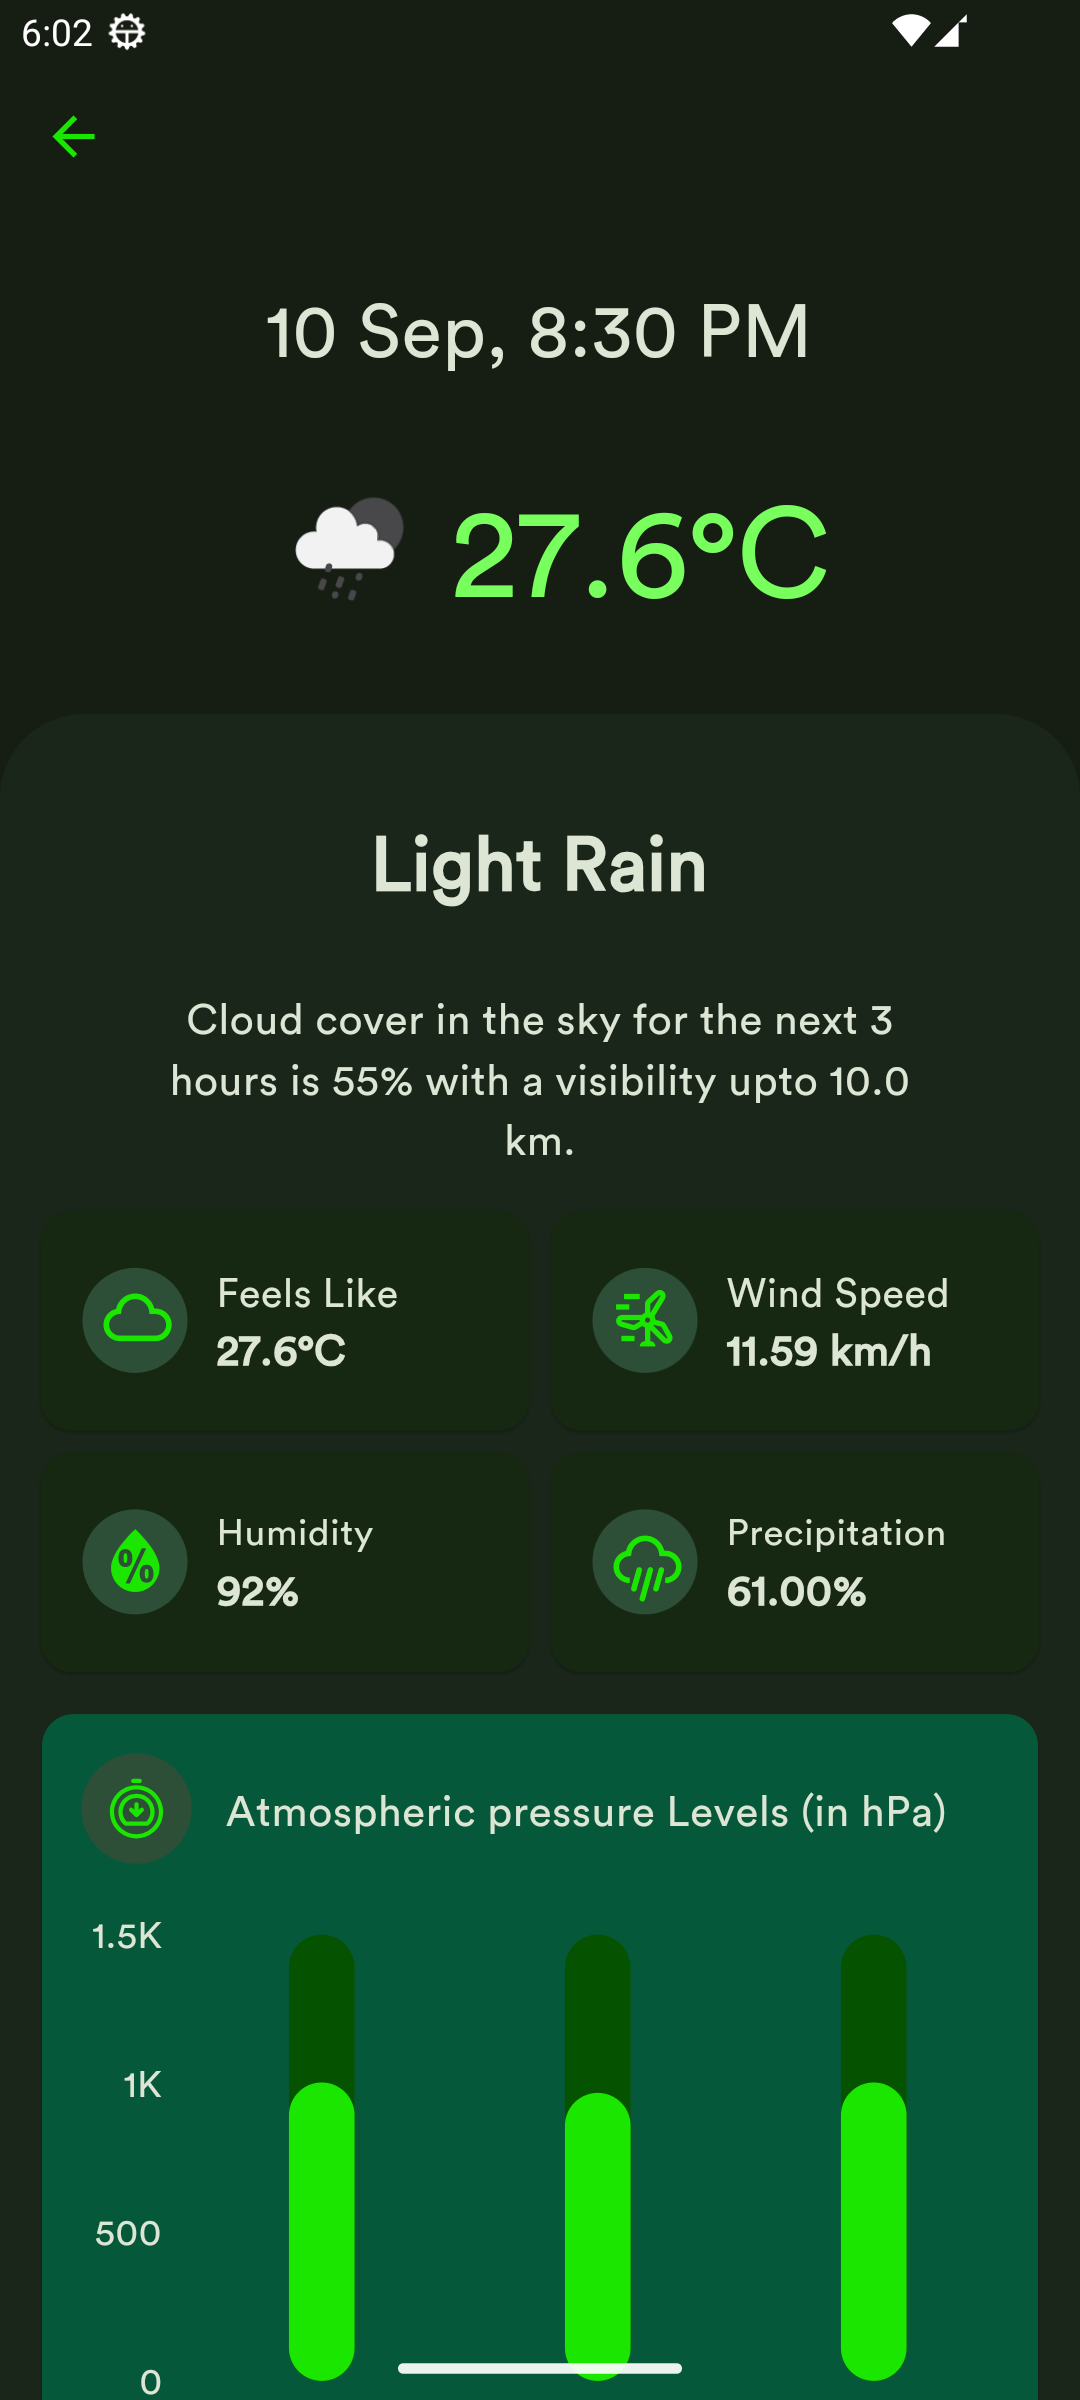 6:02
10 Sep, 8:30 PM
27.6°C
Light Rain
Cloud cover in the sky for the next 3
hours is 55% with a visibility upto 10.0
km.
Feels Like
27.6°C
Wind Speed
11.59 km/h
Humidity
92%
Precipitation
61.00%
Atmospheric pressure Levels (in hPa)
1.5K
1K
500
0